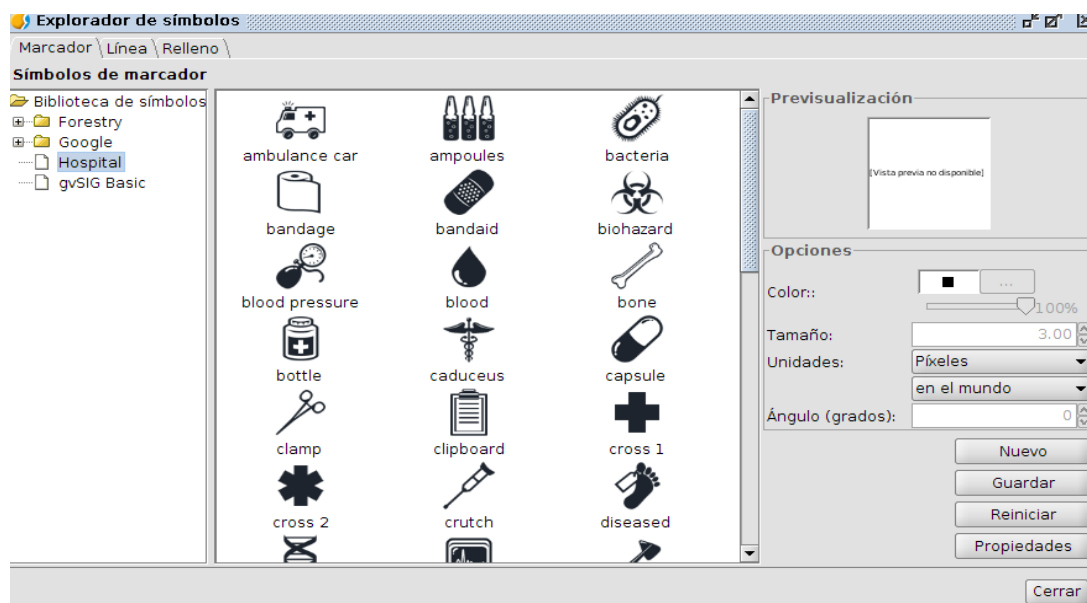 Explorador de símbolos
Marcador Línea Relleno
Símbolos de marcador
Biblioteca de símbolos
Forestry
Google
Hospital
gvSIG Basic
ambulance car ampoules bacteria
bandage bandaid biohazard
blood pressure blood bone
bottle caduceus capsule
clamp clipboard cross 1
cross 2 crutch diseased
Previsualización
[Vista previa no disponible]
Opciones
Color:: ...
100%
Tamaño: 3.00
Unidades: Píxeles
en el mundo
Ángulo (grados): 0
Nuevo
Guardar
Reiniciar
Propiedades
Cerrar